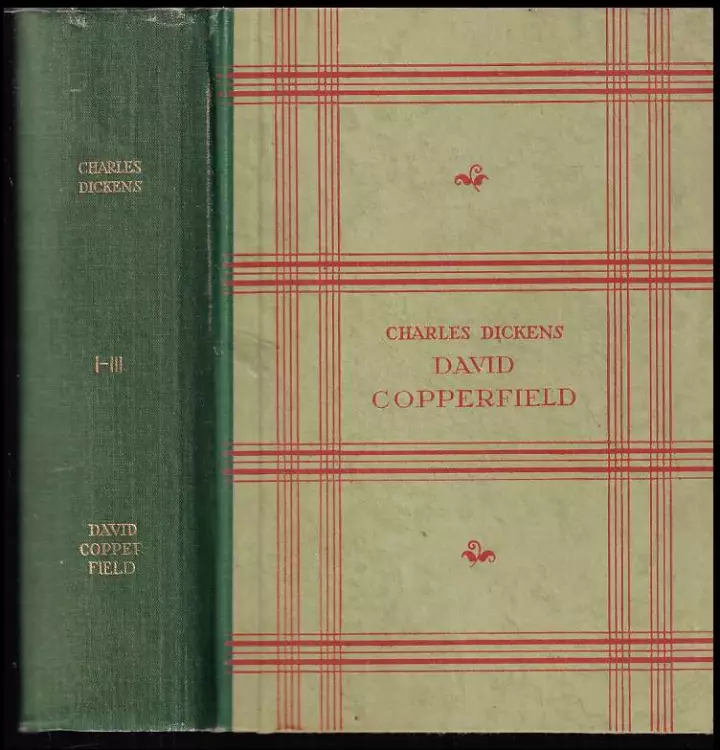 CHARLES
DICKENS
I-III
DAVID
COPPER
FIELD
CHARLES DICKENS
DAVID
COPPERFIELD